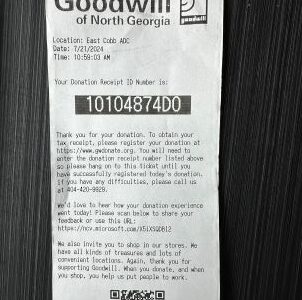 Goodwill
of North Georgia
goodwill
Location: East Cobb ADC
Date: 7/21/2024
Time: 10:59:03 AM
Your Donation Receipt ID Number is:
10104874D0
Thank you for your donation. To obtain your
tax receipt, please register your donation at
https://www.gwdonate.org. You will need to
enter the donation receipt number listed above
so please hang on to this ticket until you
have successfully registered today's donation.
if you have any difficulties, please call us
at 404-420-9929.
We'd love to hear how your donation experience
went today! Please scan below to share your
feedback or use this URL:
We also invite you to shop in our stores. We
have all kinds of treasures and lots of
convenient locations. Again, thank you for
supporting Goodwill. When you donate, and when
you shop, you help us put people to work.